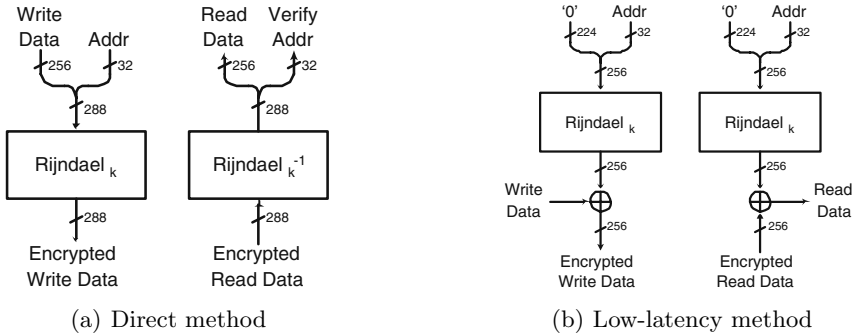 Write Data
Addr
256
32
288
Rijndael k
288
Encrypted Write Data
Read Data
Verify Addr
256
32
288
Rijndael k -1
288
Encrypted Read Data
(a) Direct method
‘0’
Addr
224
32
256
Rijndael k
256
Write Data
256
Encrypted Write Data
‘0’
Addr
224
32
256
Rijndael k
256
Read Data
256
Encrypted Read Data
(b) Low-latency method